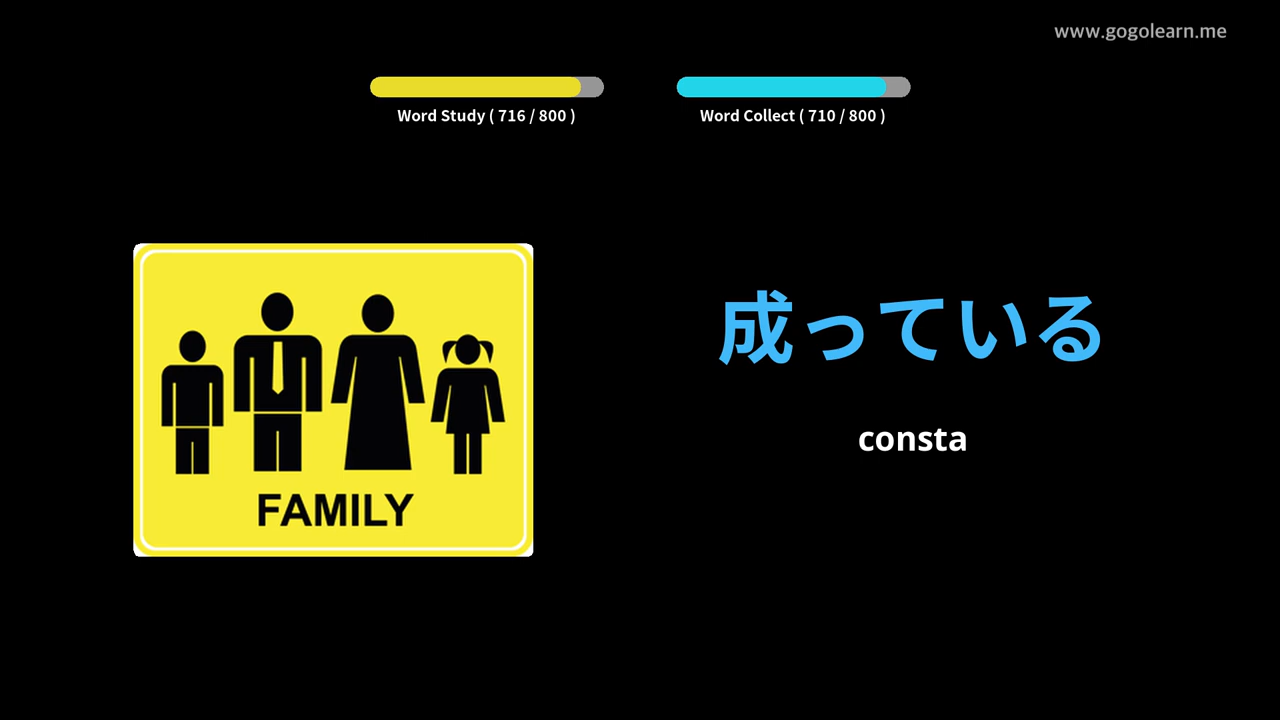 www.gogolearn.me
Word Study ( 716 / 800 )
Word Collect ( 710 / 800 )
FAMILY
成っている
consta